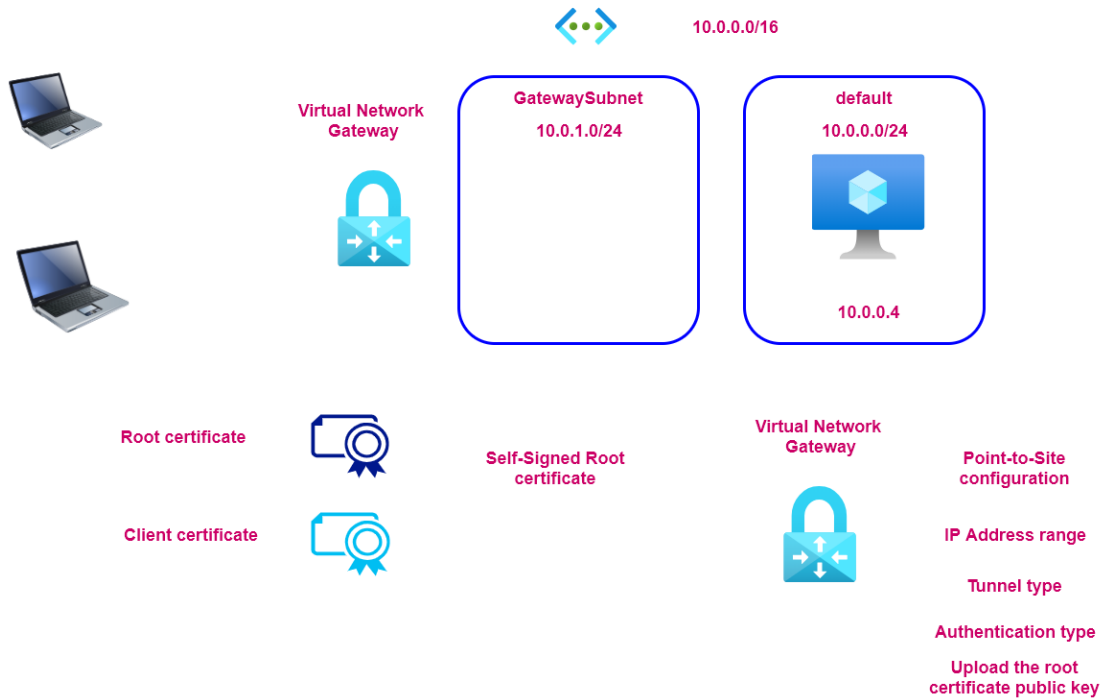 10.0.0.0/16
Virtual Network
Gateway
GatewaySubnet
10.0.1.0/24
default
10.0.0.0/24
10.0.0.4
Root certificate
Client certificate
Self-Signed Root
certificate
Virtual Network
Gateway
Point-to-Site
configuration
IP Address range
Tunnel type
Authentication type
Upload the root
certificate public key